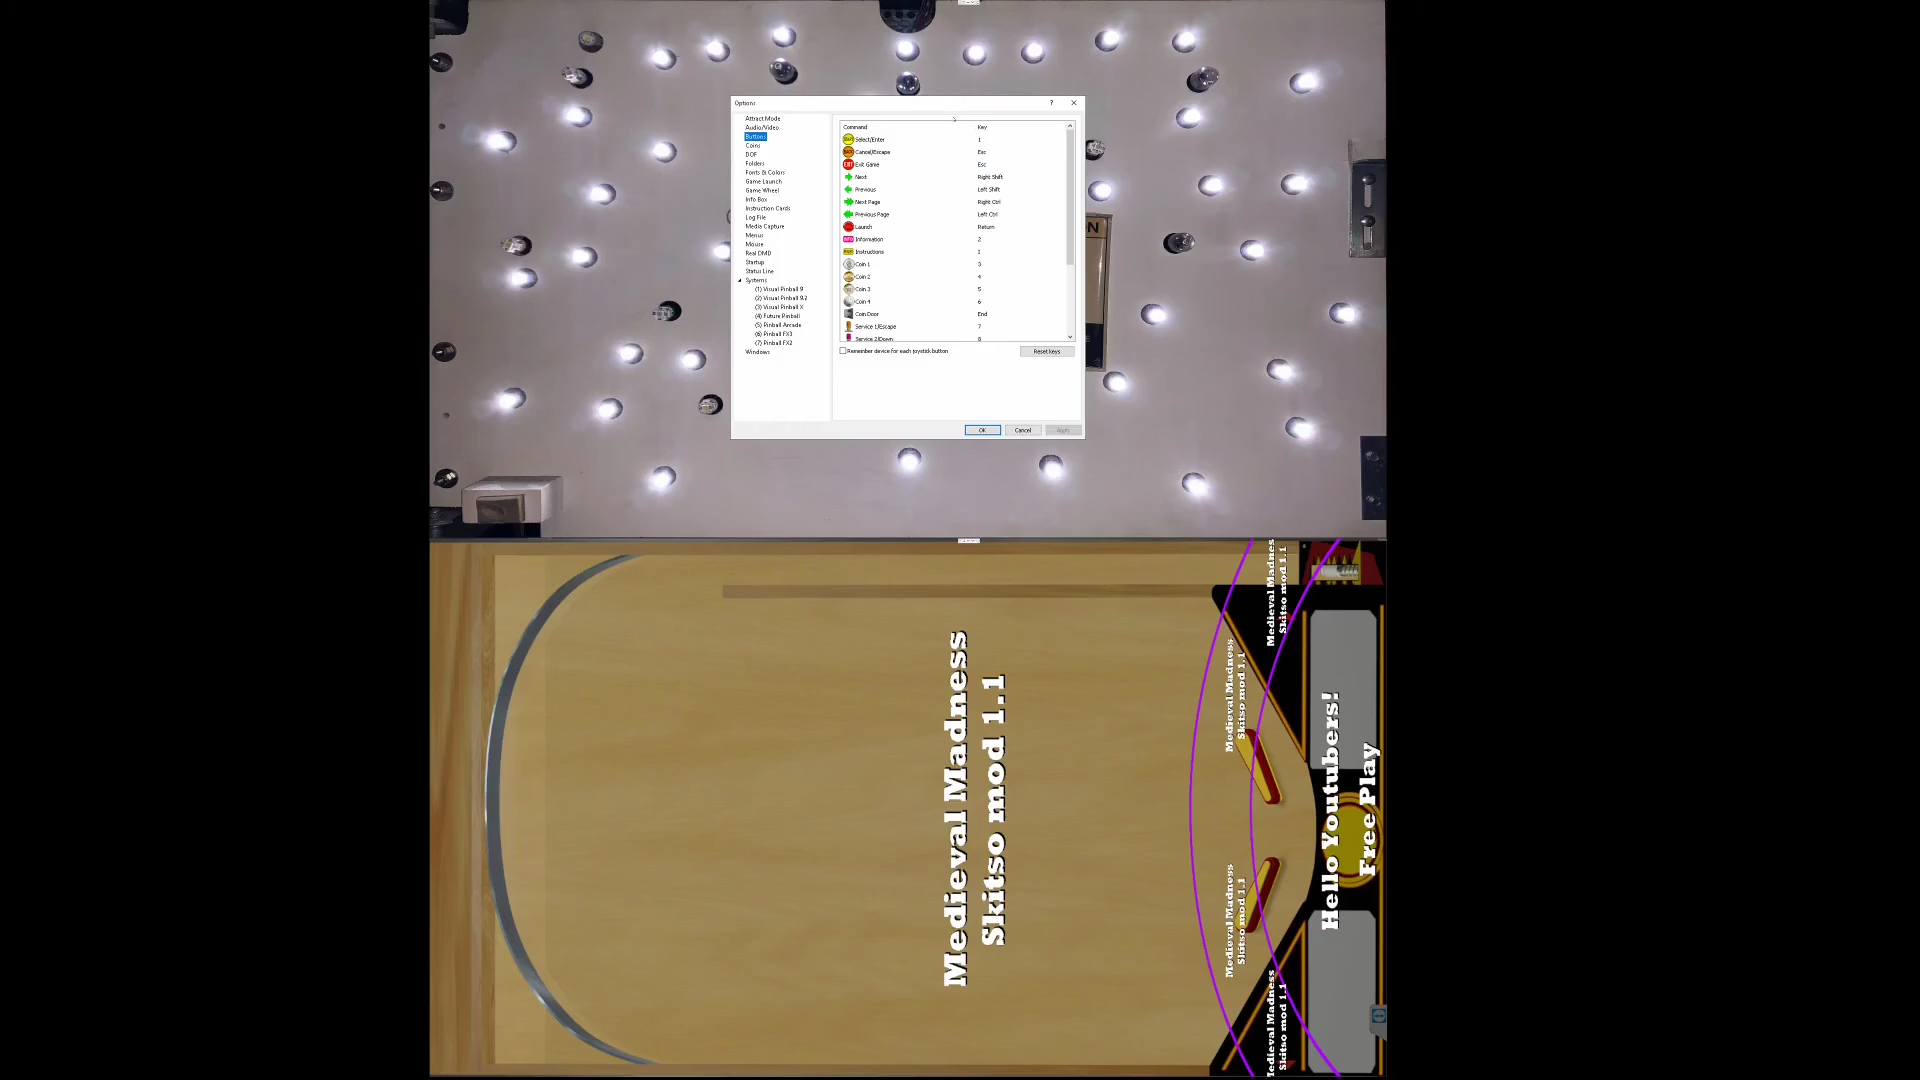 Options
?
Attract Mode
Audio/Video
Buttons
Coins
DOF
Folders
Fonts & Colors
Game Launch
Game Wheel
Info Box
Instruction Cards
Log File
Media Capture
Menus
Mouse
Real DMD
Startup
Status Line
Systems
(1) Visual Pinball 9
(2) Visual Pinball 9.2
(3) Visual Pinball X
(4) Future Pinball
(5) Pinball Arcade
(6) Pinball FX3
(7) Pinball FX2
Windows
Command Key
Select/Enter 1
Cancel/Escape Esc
EXIT Exit Game Esc
Next Right Shift
Previous Left Shift
Next Page Right Ctrl
Previous Page Left Ctrl
Launch Return
INFO Information 2
Instructions I
Coin 1 3
Coin 2 4
Coin 3 5
Coin 4 6
Coin Door End
Service 1/Escape 7
Service 2/Down 8
Remember device for each joystick button
Reset keys
OK
Cancel
Apply
N
Medieval Madness
Skitso mod 1.1
Medieval Madness
Skitso mod 1.1
Medieval Madness
Skitso mod 1.1
Medieval Madness
Skitso mod 1.1
Medieval Madness
Skitso mod 1.1
Hello Youtubers!
Free Play